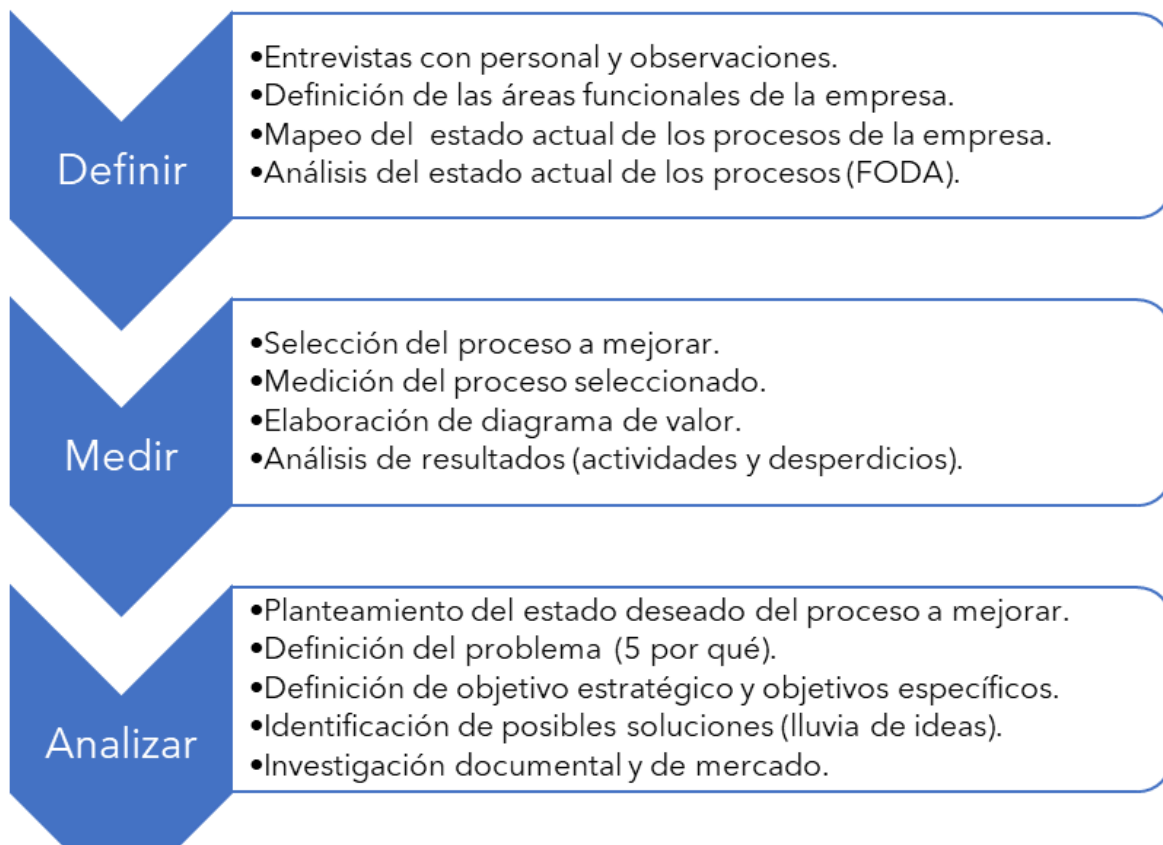 Definir
•Entrevistas con personal y observaciones.
•Definición de las áreas funcionales de la empresa.
•Mapeo del estado actual de los procesos de la empresa.
•Análisis del estado actual de los procesos (FODA).
Medir
•Selección del proceso a mejorar.
•Medición del proceso seleccionado.
•Elaboración de diagrama de valor.
•Análisis de resultados (actividades y desperdicios).
Analizar
•Planteamiento del estado deseado del proceso a mejorar.
•Definición del problema (5 por qué).
•Definición de objetivo estratégico y objetivos específicos.
•Identificación de posibles soluciones (lluvia de ideas).
•Investigación documental y de mercado.